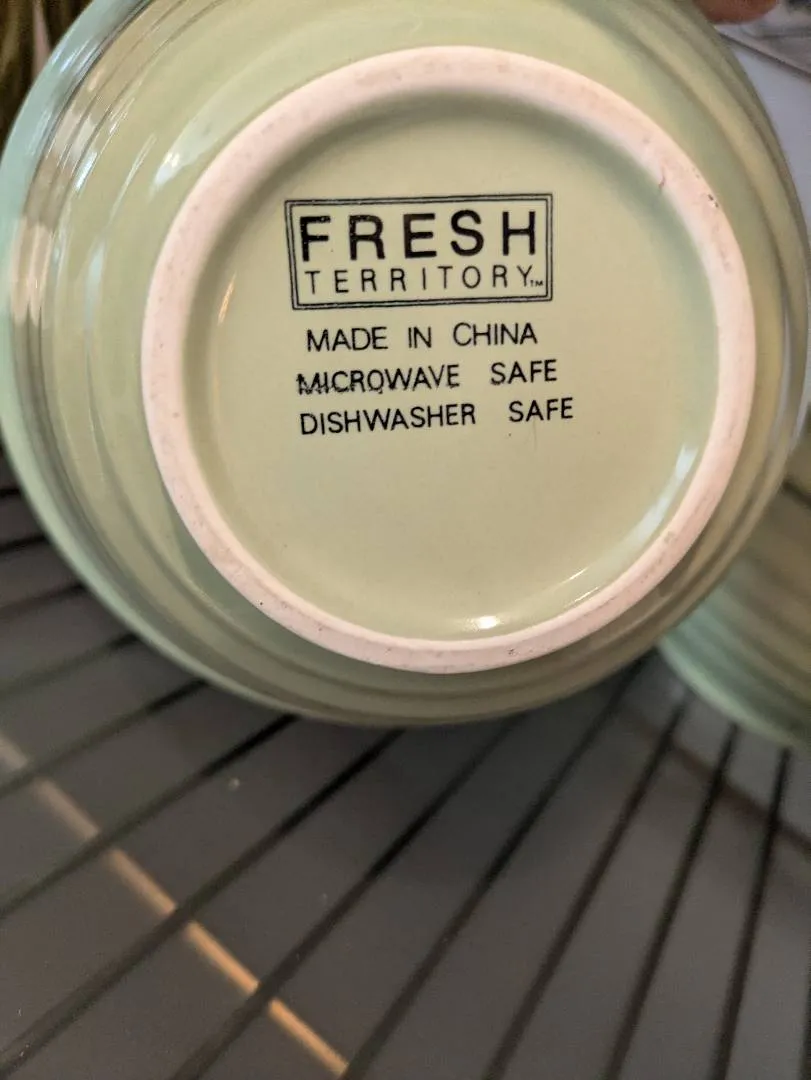 FRESH
TERRITORY™
MADE IN CHINA
MICROWAVE SAFE
DISHWASHER SAFE